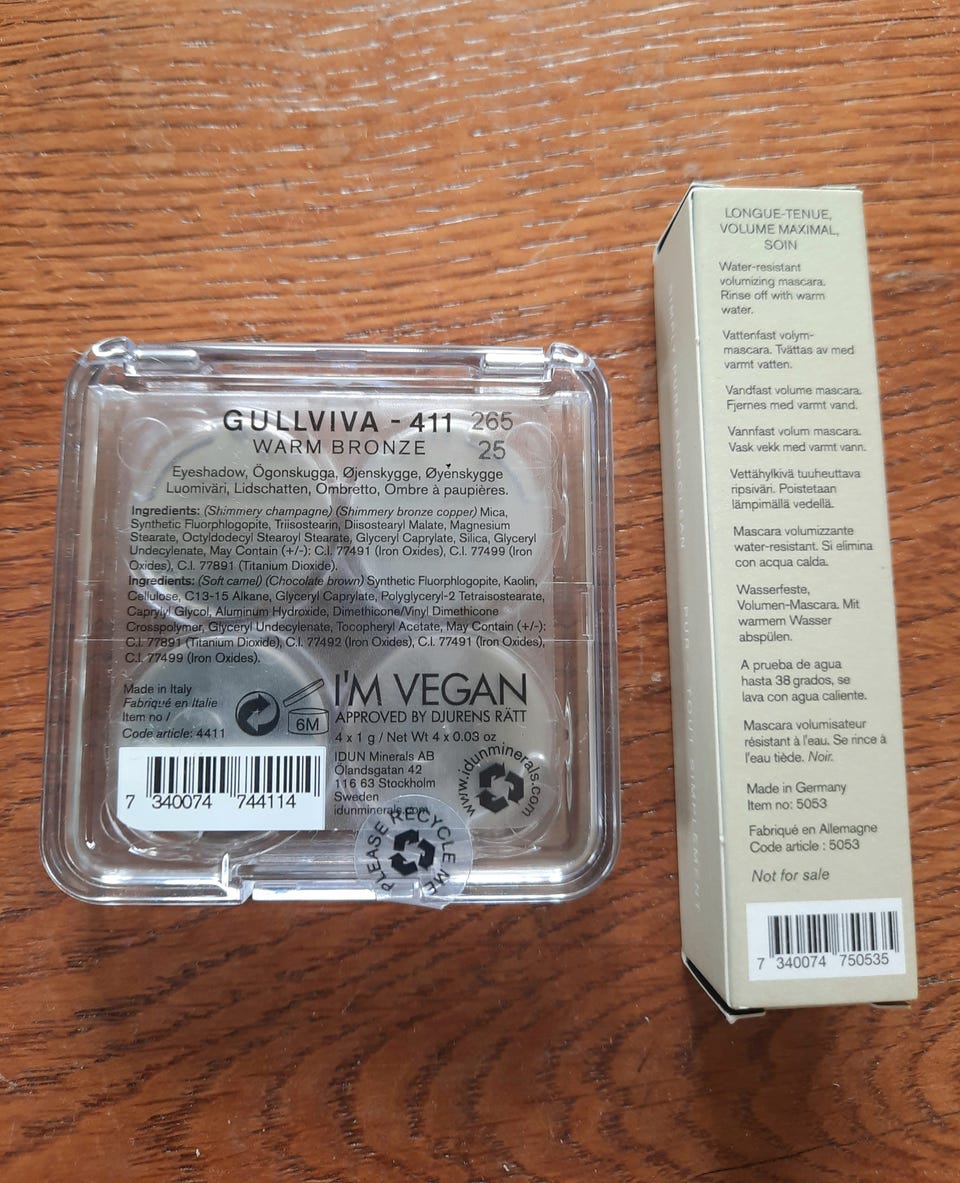 GULLVIVA - 411 265
WARM BRONZE 25
Eyeshadow, Ögonskugga, Øjenskygge, Øyenskygge
Luomiväri, Lidschatten, Ombretto, Ombre à paupières.
Ingredients: (Shimmery champagne) (Shimmery bronze copper) Mica,
Synthetic Fluorphlogopite, Triisostearin, Diisostearyl Malate, Magnesium
Stearate, Octyldodecyl Stearoyl Stearate, Glyceryl Caprylate, Silica, Glyceryl
Undecylenate, May Contain (+/-): C.I. 77491 (Iron Oxides), C.I. 77499 (Iron
Oxides), C.I. 77891 (Titanium Dioxide).
Ingredients: (Soft camel) (Chocolate brown) Synthetic Fluorphlogopite, Kaolin,
Cellulose, C13-15 Alkane, Glyceryl Caprylate, Polyglyceryl-2 Tetraisostearate,
Caprylyl Glycol, Aluminum Hydroxide, Dimethicone/Vinyl Dimethicone
Crosspolymer, Glyceryl Undecylenate, Tocopheryl Acetate, May Contain (+/-):
C.I. 77891 (Titanium Dioxide), C.I. 77492 (Iron Oxides), C.I. 77491 (Iron Oxides),
C.I. 77499 (Iron Oxides).
Made in Italy
Fabriqué en Italie
Item no /
Code article: 4411
6M
I'M VEGAN
APPROVED BY DJURENS RÄTT
4 x 1 g / Net Wt 4 x 0.03 oz
IDUN Minerals AB
Ölandsgatan 42
116 63 Stockholm
Sweden
idunminerals.com
www.idunminerals.com
7 340074 744114
PLEASE RECYCLE ME
LONGUE-TENUE,
VOLUME MAXIMAL,
SOIN
Water-resistant
volumizing mascara.
Rinse off with warm
water.
Vattenfast volym-
mascara. Tvättas av med
varmt vatten.
Vandfast volume mascara.
Fjernes med varmt vand.
Vannfast volum mascara.
Vask vekk med varmt vann.
Vettähylkivä tuuheuttava
ripsiväri. Poistetaan
lämpimällä vedellä.
Mascara volumizzante
water-resistant. Si elimina
con acqua calda.
Wasserfeste,
Volumen-Mascara. Mit
warmem Wasser
abspülen.
A prueba de agua
hasta 38 grados, se
lava con agua caliente.
Mascara volumisateur
résistant à l'eau. Se rince à
l'eau tiède. Noir.
Made in Germany
Item no: 5053
Fabriqué en Allemagne
Code article : 5053
Not for sale
7 340074 750535